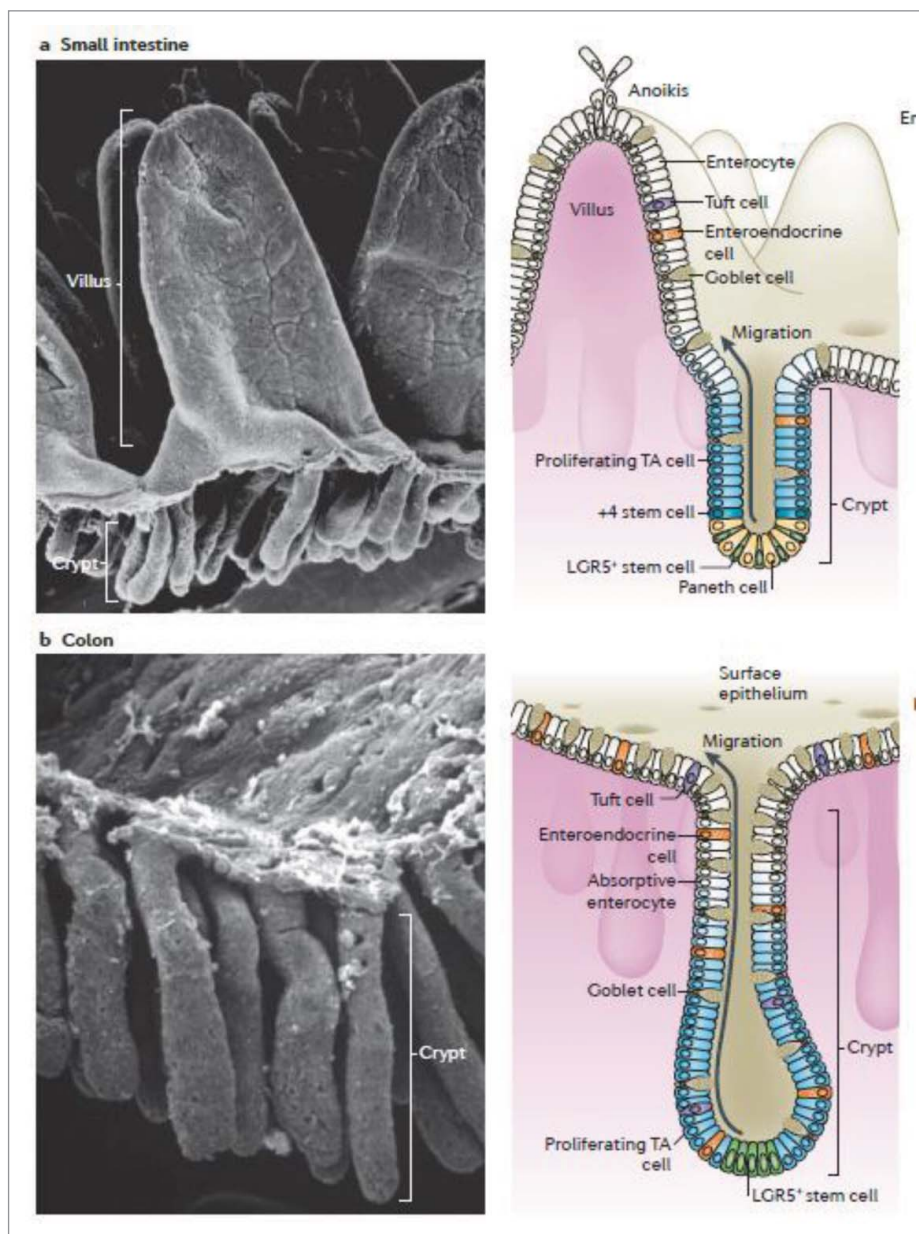 a Small intestine
Villus
Crypt
Anoikis
En
Enterocyte
Tuft cell
Villus
Enteroendocrine
cell
Goblet cell
Migration
Proliferating TA cell
+4 stem cell
Crypt
LGR5+ stem cell
Paneth cell
b Colon
Crypt
Surface
epithelium
Migration
Tuft cell
Enteroendocrine
cell
Absorptive
enterocyte
Goblet cell
Crypt
Proliferating TA
cell
LGR5+ stem cell